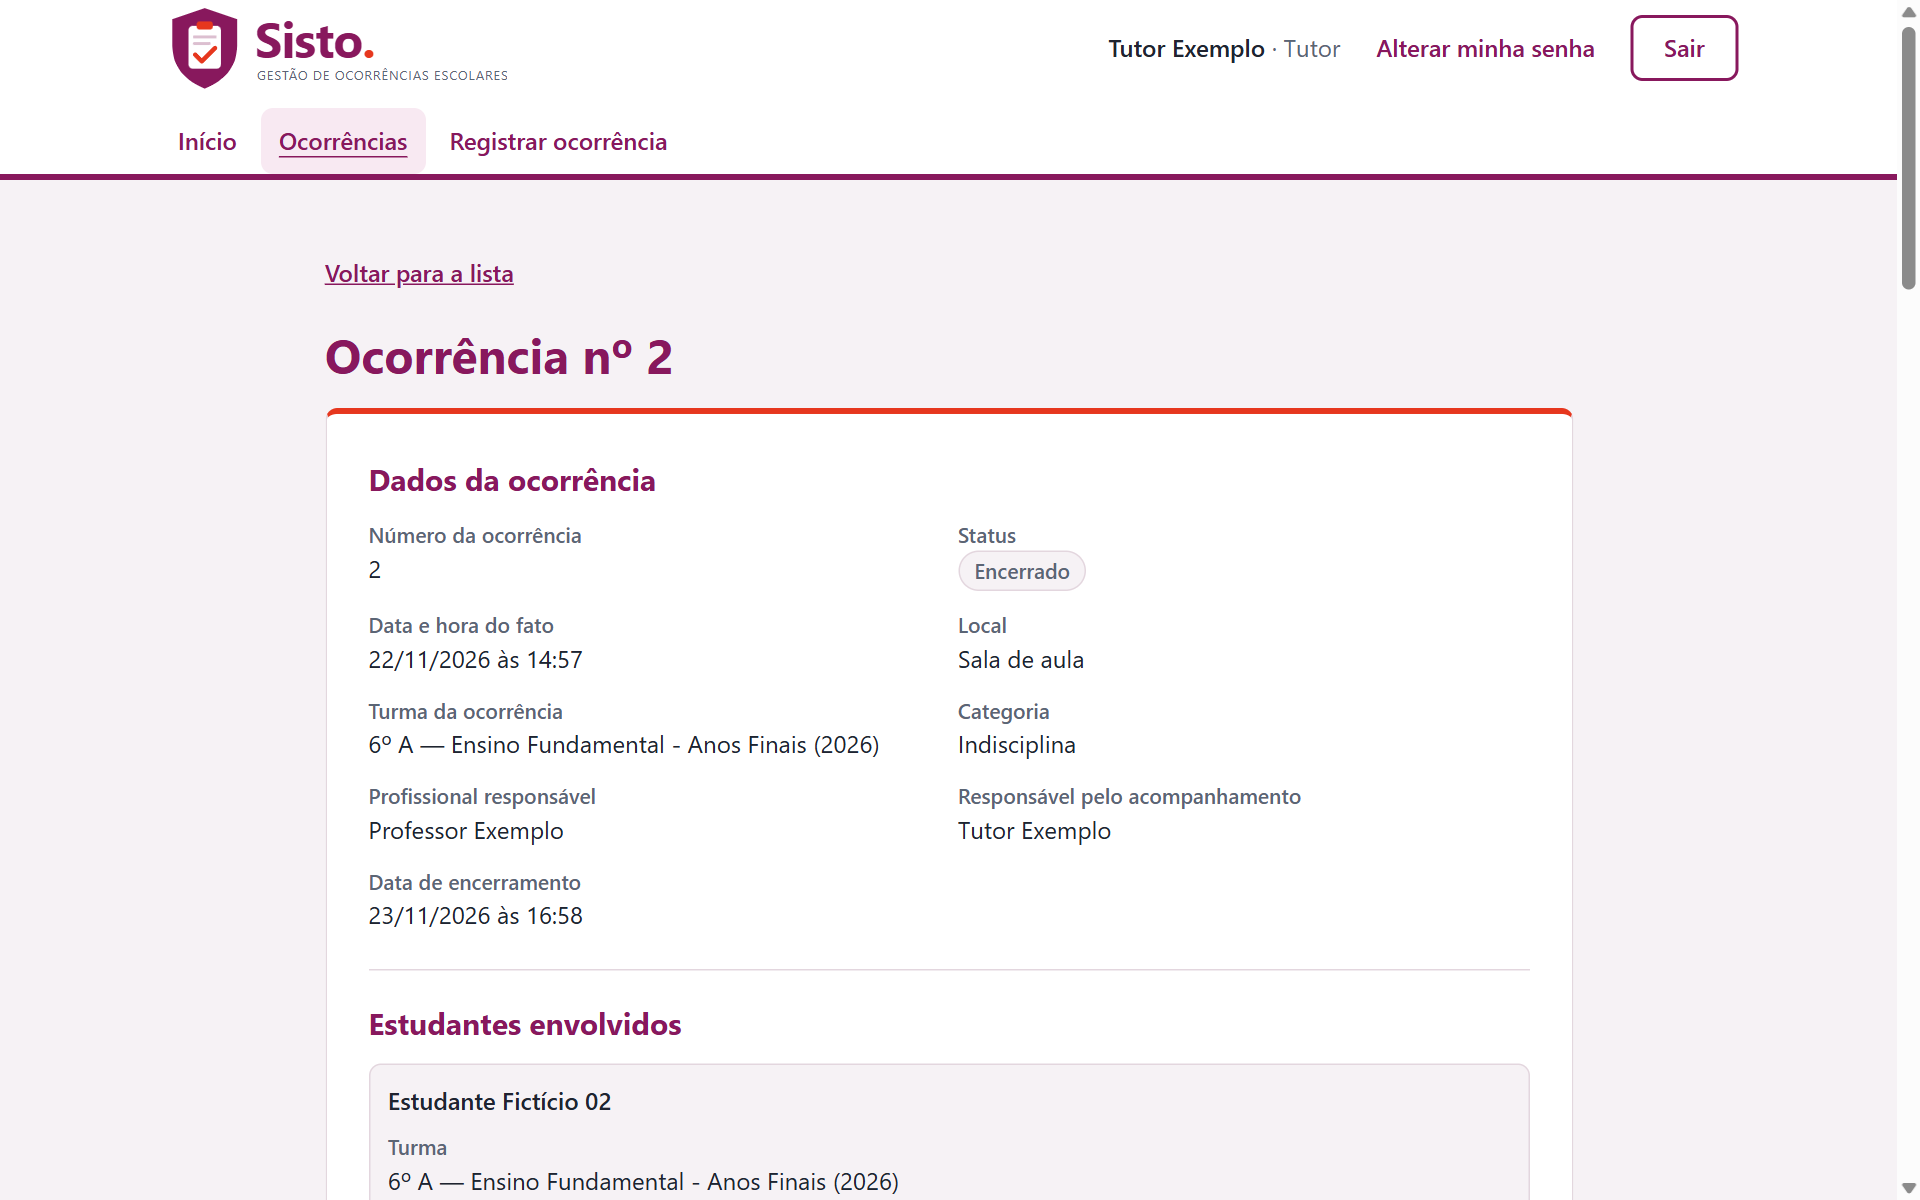 Sisto.
GESTÃO DE OCORRÊNCIAS ESCOLARES
Tutor Exemplo · Tutor
Alterar minha senha
Sair
Início
Ocorrências
Registrar ocorrência
Voltar para a lista
Ocorrência nº 2
Dados da ocorrência
Número da ocorrência
2
Status
Encerrado
Data e hora do fato
22/11/2026 às 14:57
Local
Sala de aula
Turma da ocorrência
6º A — Ensino Fundamental - Anos Finais (2026)
Categoria
Indisciplina
Profissional responsável
Professor Exemplo
Responsável pelo acompanhamento
Tutor Exemplo
Data de encerramento
23/11/2026 às 16:58
Estudantes envolvidos
Estudante Fictício 02
Turma
6º A — Ensino Fundamental - Anos Finais (2026)